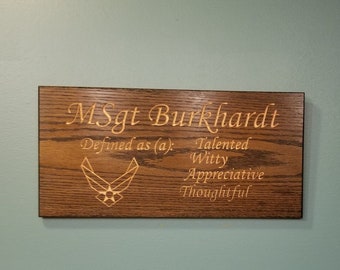 MSgt Burkhardt
Defined as (a): Talented
Witty
Appreciative
Thoughtful